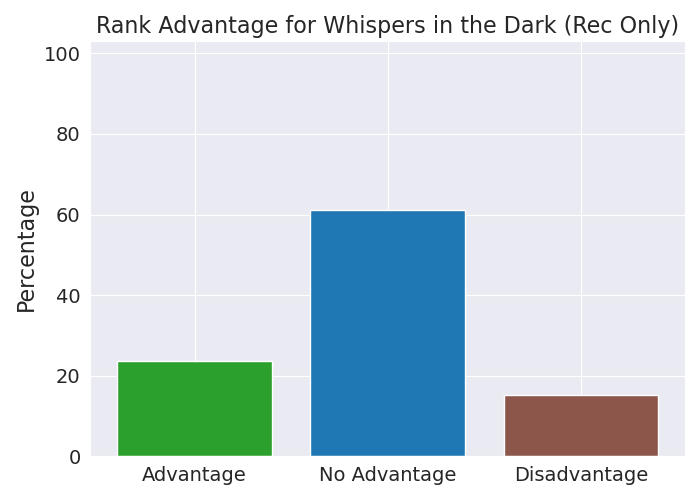 Rank Advantage for Whispers in the Dark (Rec Only)
Percentage
100
80
60
40
20
0
Advantage
No Advantage
Disadvantage